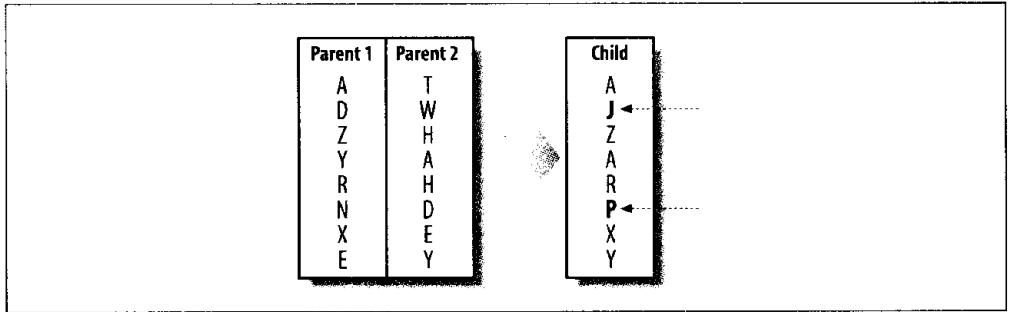 Parent 1 Parent 2 Child
A T A
D W J
Z H Z
Y A A
R H R
N D P
X E X
E Y Y